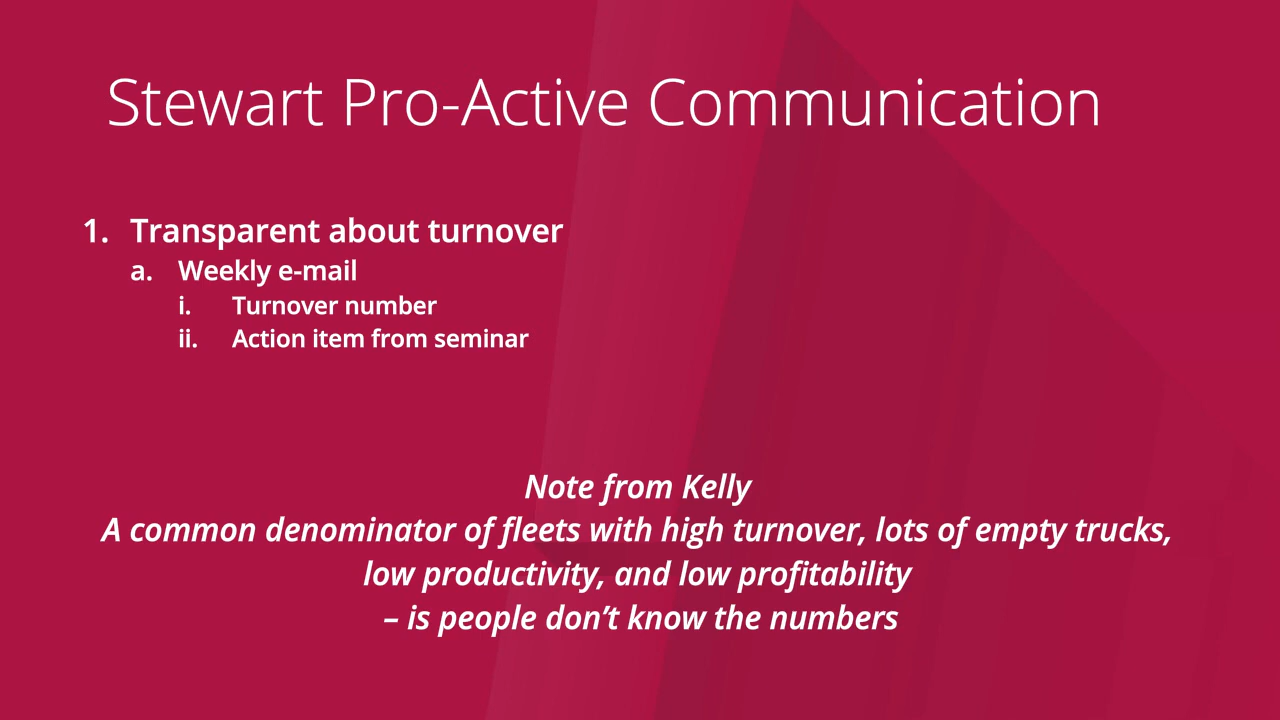 Stewart Pro-Active Communication
1. Transparent about turnover
a. Weekly e-mail
i. Turnover number
ii. Action item from seminar
Note from Kelly
A common denominator of fleets with high turnover, lots of empty trucks,
low productivity, and low profitability
– is people don’t know the numbers